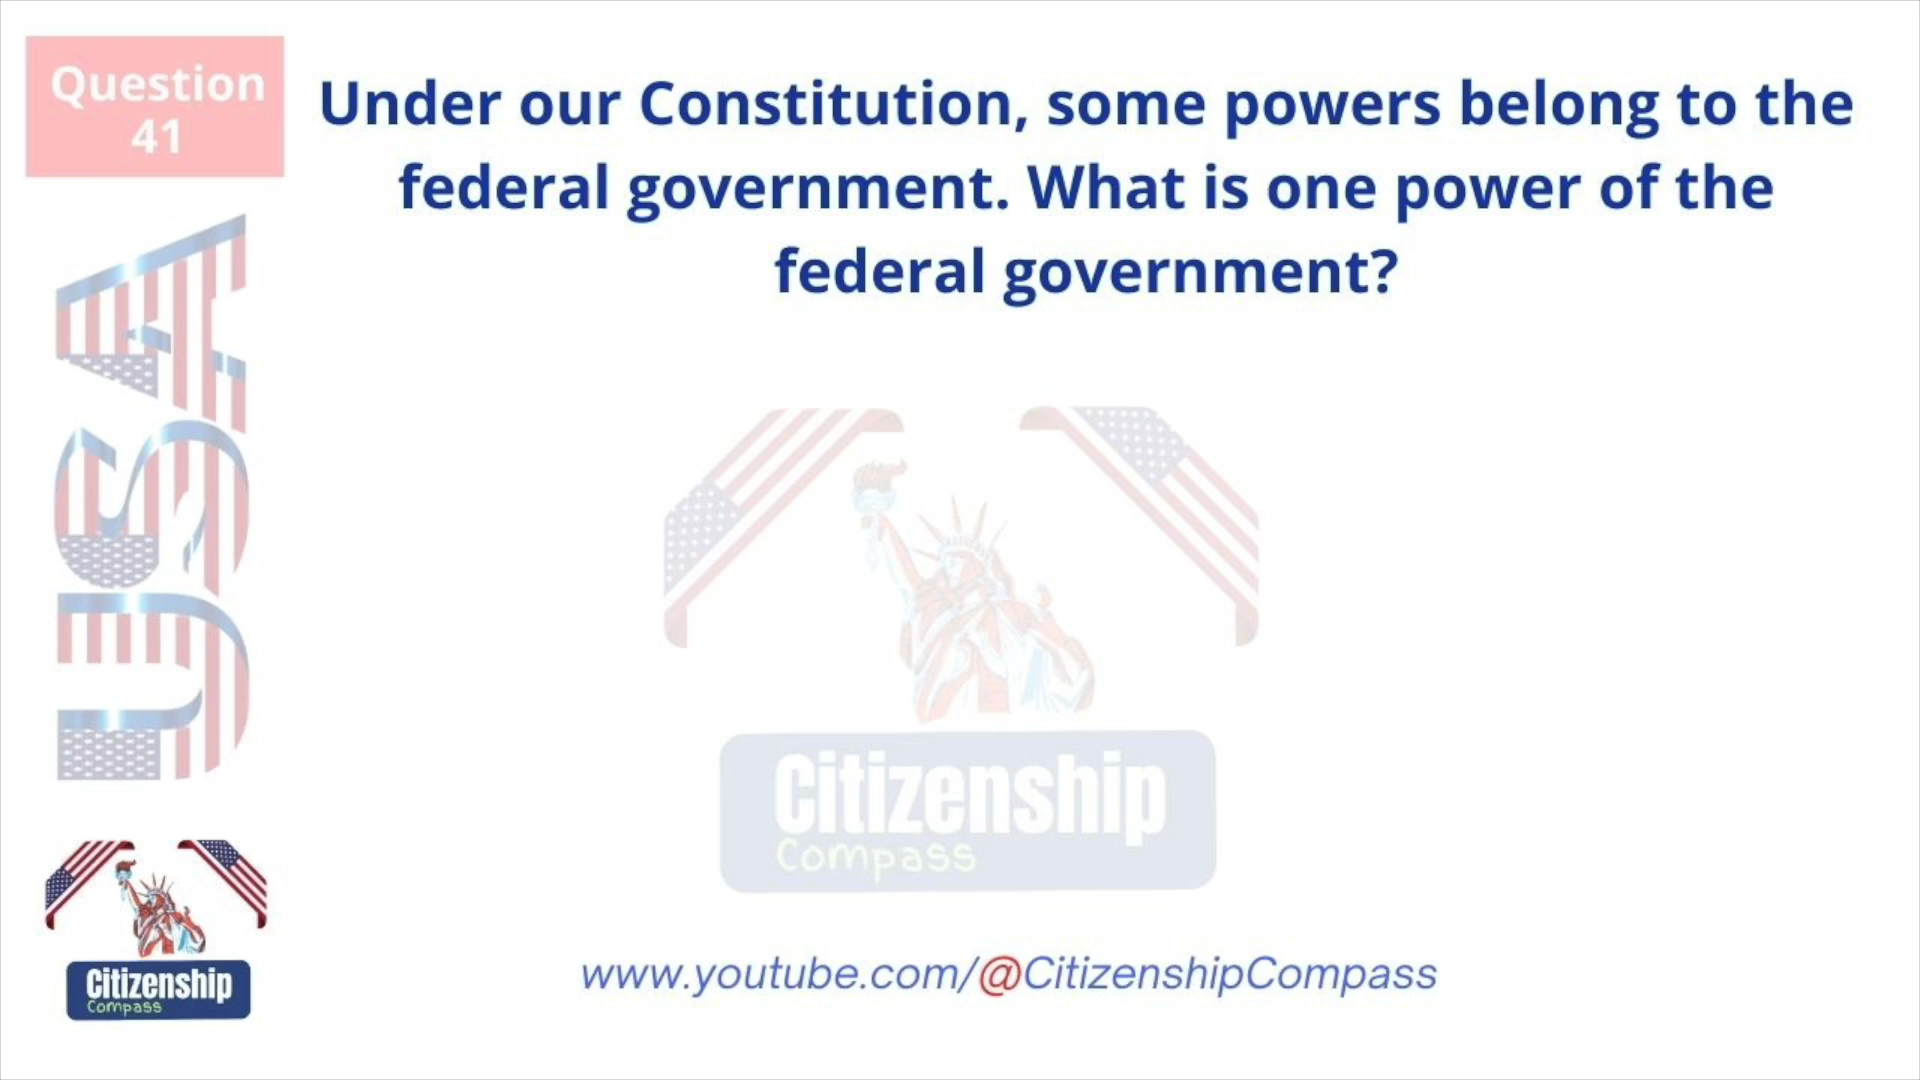 Question
41
Under our Constitution, some powers belong to the
federal government. What is one power of the
federal government?
USA
Citizenship
Compass
Citizenship
Compass
www.youtube.com/@CitizenshipCompass